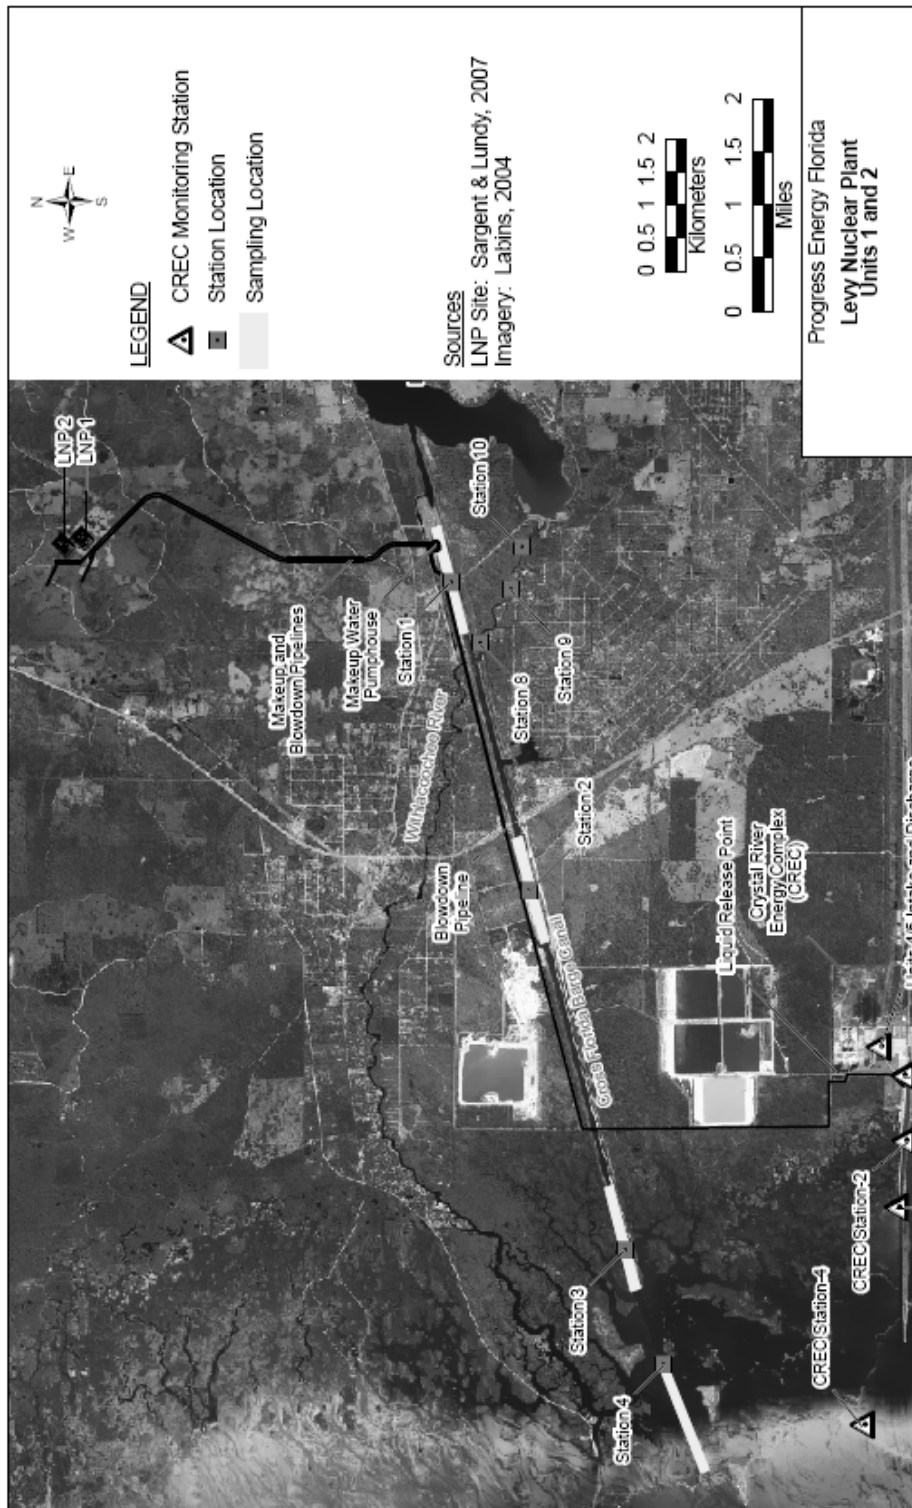 LNP 2
LNP 1
Makeup and
Blowdown Pipelines
Makeup Water
Pumphouse
Station 1
Withlacoochee River
Blowdown
Pipeline
Station 10
Station 8
Station 9
Station 2
Cross Florida Barge Canal
Station 3
Station 4
Liquid Release Point
Crystal River
Energy Complex
(CREC)
CREC Station-2
CREC Station-4
N
W E
S
LEGEND
CREC Monitoring Station
Station Location
Sampling Location
Sources
LNP Site: Sargent & Lundy, 2007
Imagery: Labins, 2004
0 0.5 1 1.5 2
Kilometers
0 0.5 1 1.5 2
Miles
Progress Energy Florida
Levy Nuclear Plant
Units 1 and 2